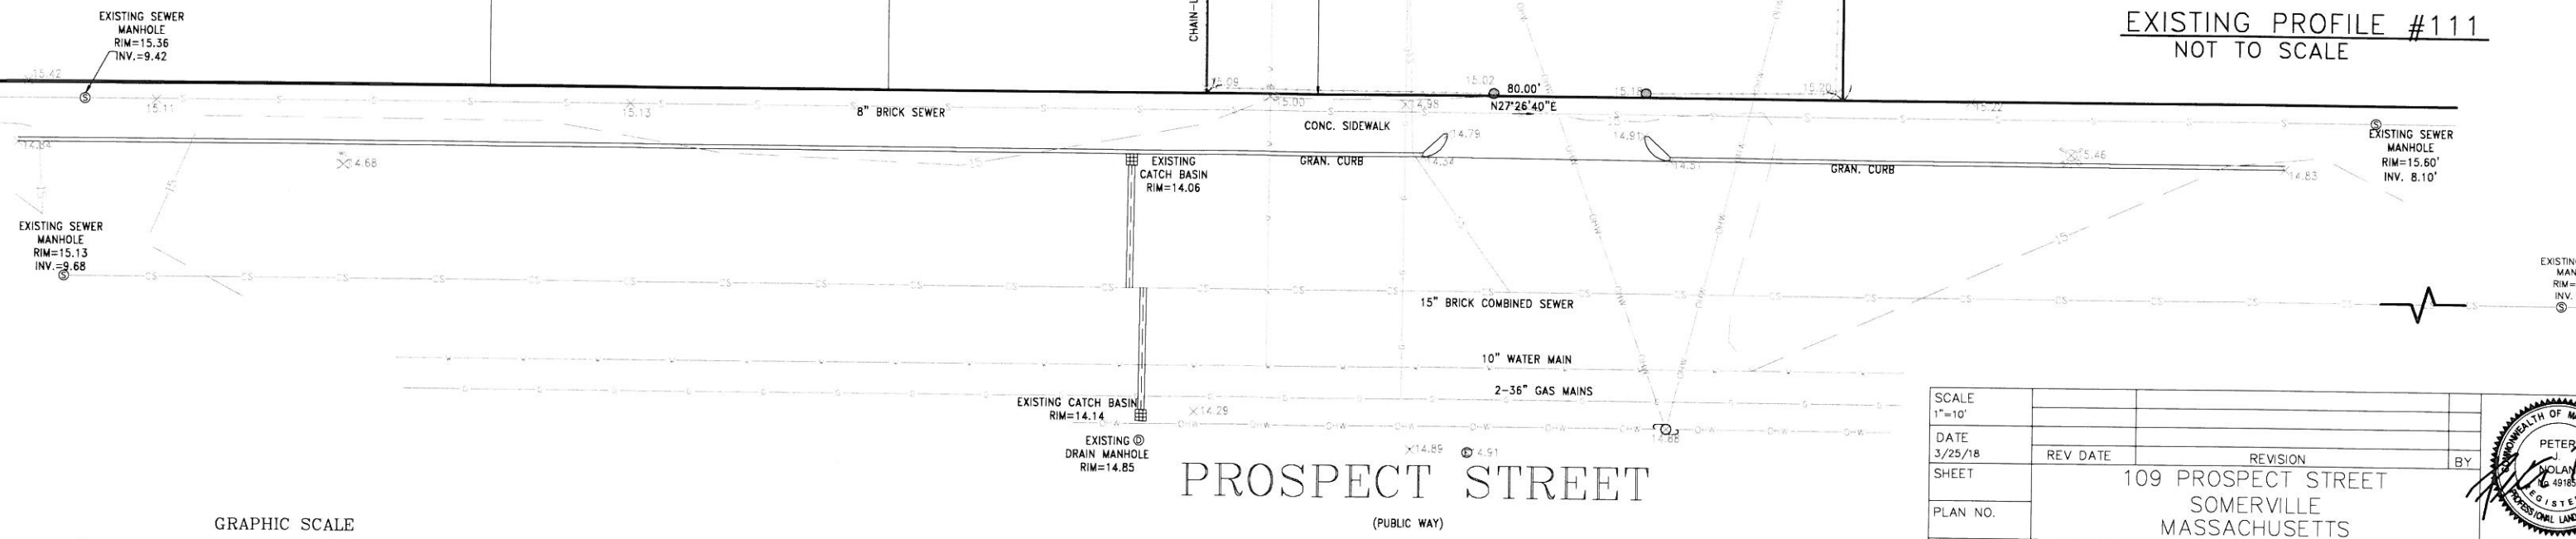 EXISTING SEWER
MANHOLE
RIM=15.36
INV.=9.42
EXISTING PROFILE #111
NOT TO SCALE
15.42
15.11
15.13
8" BRICK SEWER
15.09
15.00
14.98
15.02
80.00'
N27°26'40"E
15.18
15.20
15.22
CONC. SIDEWALK
14.79
14.91
EXISTING SEWER
MANHOLE
RIM=15.60'
INV. 8.10'
14.68
EXISTING
CATCH BASIN
RIM=14.06
GRAN. CURB
GRAN. CURB
15.46
14.83
EXISTING SEWER
MANHOLE
RIM=15.13
INV.=9.68
15" BRICK COMBINED SEWER
10" WATER MAIN
2-36" GAS MAINS
EXISTING CATCH BASIN
RIM=14.14
14.29
14.88
EXISTING D
DRAIN MANHOLE
RIM=14.85
14.89
PROSPECT STREET
(PUBLIC WAY)
GRAPHIC SCALE
SCALE
1"=10'
DATE
3/25/18
REV DATE
REVISION
BY
SHEET
PLAN NO.
109 PROSPECT STREET
SOMERVILLE
MASSACHUSETTS
PETER
J.
NOLAN